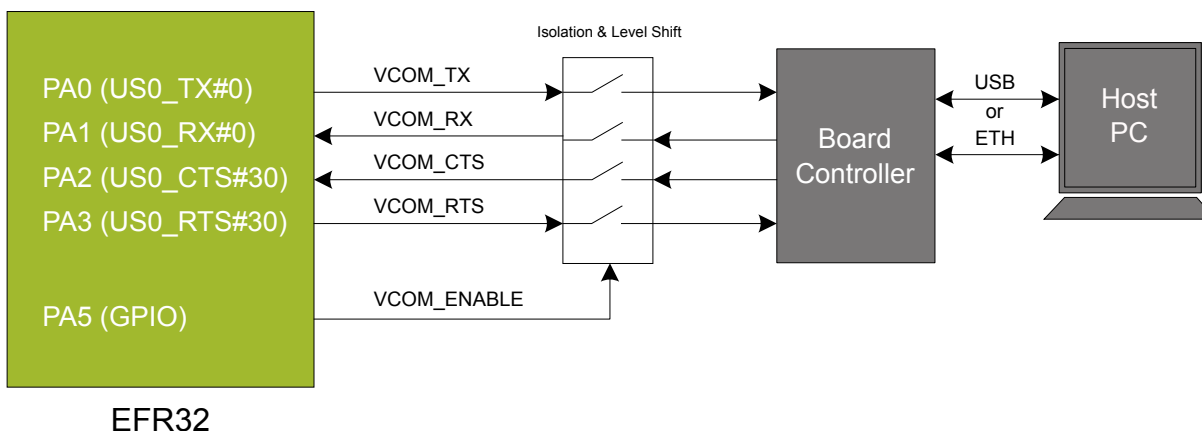 Isolation & Level Shift
PA0 (US0_TX#0)
PA1 (US0_RX#0)
PA2 (US0_CTS#30)
PA3 (US0_RTS#30)
PA5 (GPIO)
VCOM_TX
VCOM_RX
VCOM_CTS
VCOM_RTS
VCOM_ENABLE
Board
Controller
USB
or
ETH
Host
PC
EFR32